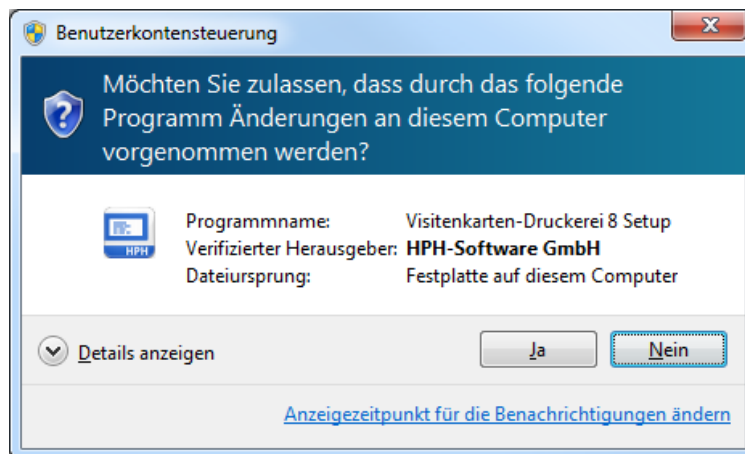 Benutzerkontensteuerung
Möchten Sie zulassen, dass durch das folgende
Programm Änderungen an diesem Computer
vorgenommen werden?
HPH
Programmname: Visitenkarten-Druckerei 8 Setup
Verifizierter Herausgeber: HPH-Software GmbH
Dateiursprung: Festplatte auf diesem Computer
Details anzeigen
Ja
Nein
Anzeigezeitpunkt für die Benachrichtigungen ändern